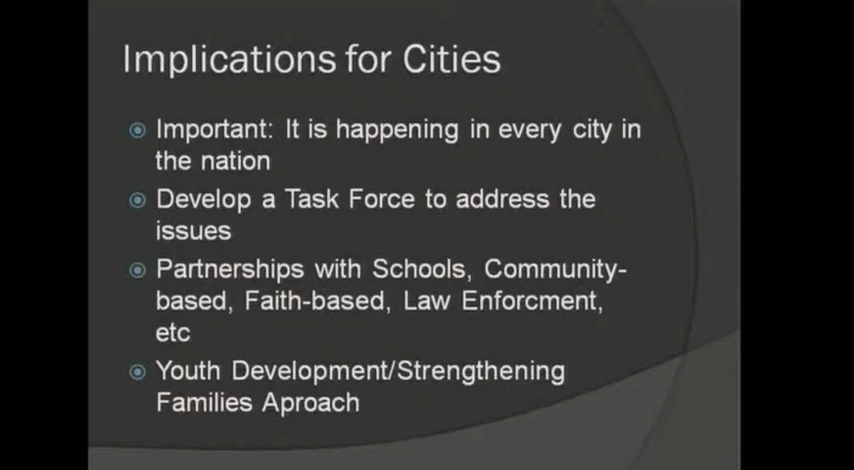 Implications for Cities
Important: It is happening in every city in
the nation
Develop a Task Force to address the
issues
Partnerships with Schools, Community-
based, Faith-based, Law Enforcment,
etc
Youth Development/Strengthening
Families Aproach